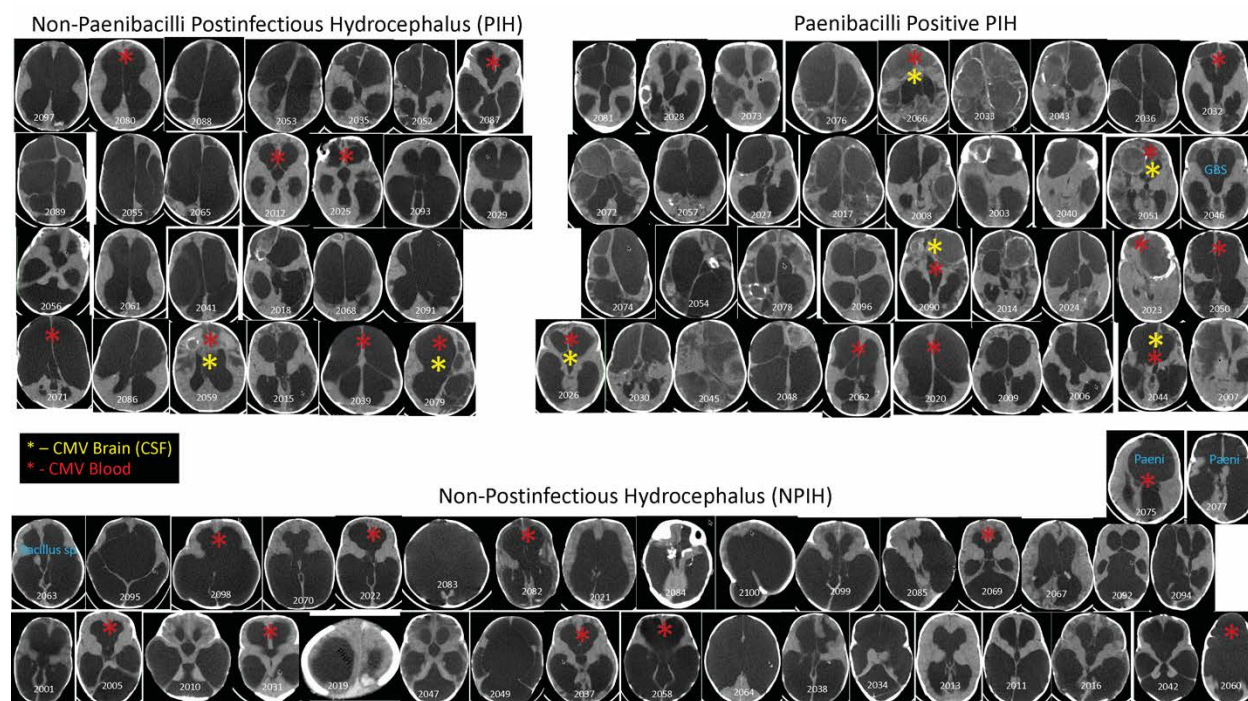 Non-Paenibacilli Postinfectious Hydrocephalus (PIH)
2097 2080 2088 2053 2035 2052 2087
2089 2055 2065 2012 2025 2093 2029
2056 2061 2041 2018 2068 2091
2071 2086 2059 2015 2039 2079
Paenibacilli Positive PIH
2081 2028 2073 2076 2066 2033 2043 2036 2032
2072 2057 2027 2017 2008 2003 2040 2051 GBS 2046
2074 2054 2078 2096 2090 2014 2024 2023 2050
2026 2030 2045 2048 2062 2020 2009 2006 2044 2007
Paeni 2075 Paeni 2077
* – CMV Brain (CSF)
* - CMV Blood
Non-Postinfectious Hydrocephalus (NPIH)
Bacillus sp
2063 2095 2098 2070 2022 2083 2082 2021 2084 2100 2099 2085 2069 2067 2092 2094
2001 2005 2010 2031 2019 2047 2049 2037 2058 2064 2038 2034 2013 2011 2016 2042 2060